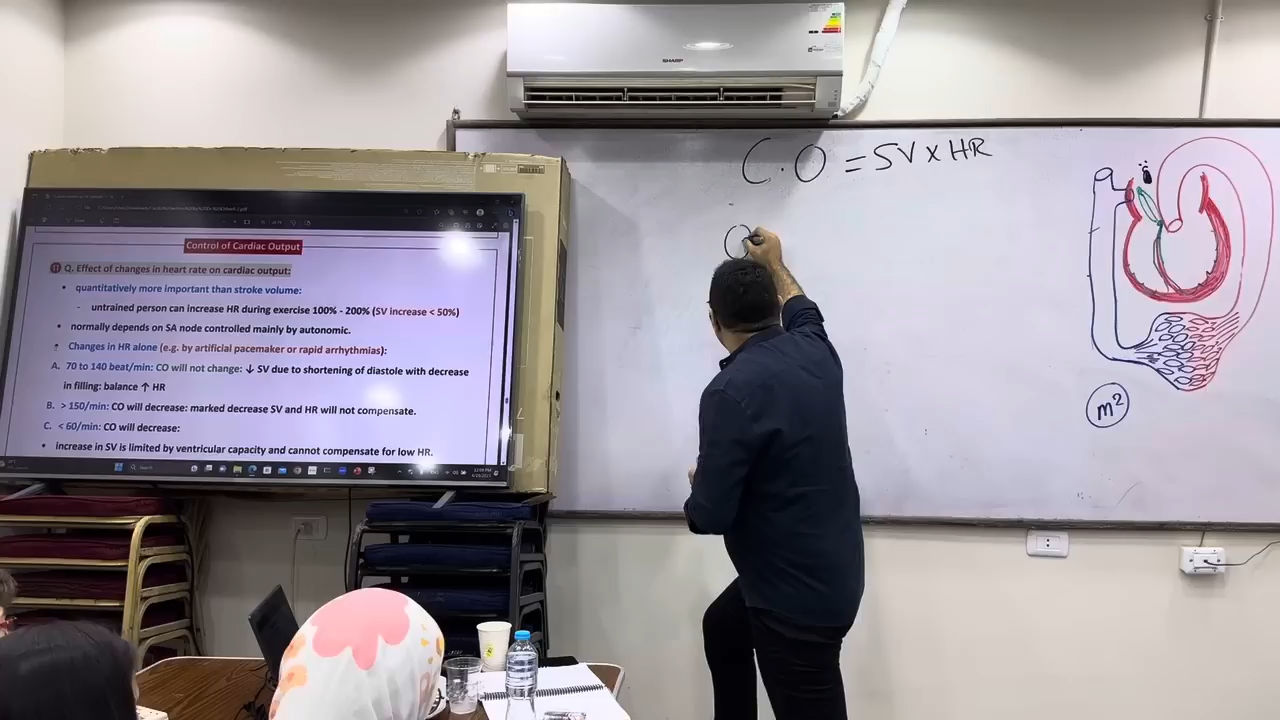 SHARP
C.O = SV x HR
Control of Cardiac Output
Q. Effect of changes in heart rate on cardiac output:
• quantitatively more important than stroke volume:
- untrained person can increase HR during exercise 100% - 200% (SV increase < 50%)
• normally depends on SA node controlled mainly by autonomic.
Changes in HR alone (e.g. by artificial pacemaker or rapid arrhythmias):
A. 70 to 140 beat/min: CO will not change: ↓ SV due to shortening of diastole with decrease
in filling: balance ↑ HR
B. > 150/min: CO will decrease: marked decrease SV and HR will not compensate.
C. < 60/min: CO will decrease:
• increase in SV is limited by ventricular capacity and cannot compensate for low HR.
m²